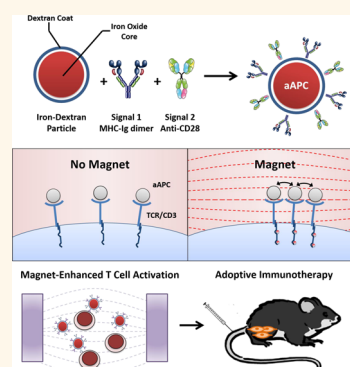 Dextran Coat
Iron Oxide
Core
aAPC
+
+
Iron-Dextran
Particle
Signal 1
MHC-Ig dimer
Signal 2
Anti-CD28
No Magnet
Magnet
aAPC
TCR/CD3
Magnet-Enhanced T Cell Activation
Adoptive Immunotherapy